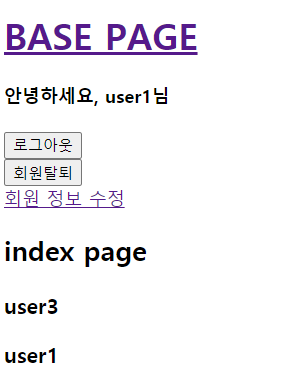 BASE PAGE
안녕하세요, user1님
로그아웃
회원탈퇴
회원 정보 수정
index page
user3
user1